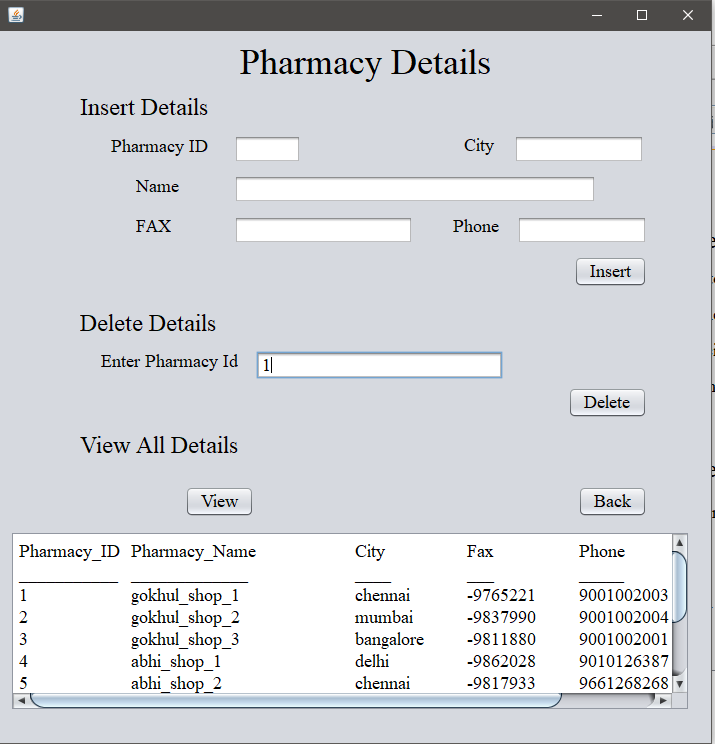 Pharmacy Details
Insert Details
Pharmacy ID City
Name
FAX Phone
Insert
Delete Details
Enter Pharmacy Id 1
Delete
View All Details
View Back
Pharmacy_ID Pharmacy_Name City Fax Phone
1 gokhul_shop_1 chennai -9765221 9001002003
2 gokhul_shop_2 mumbai -9837990 9001002004
3 gokhul_shop_3 bangalore -9811880 9001002001
4 abhi_shop_1 delhi -9862028 9010126387
5 abhi_shop_2 chennai -9817933 9661268268